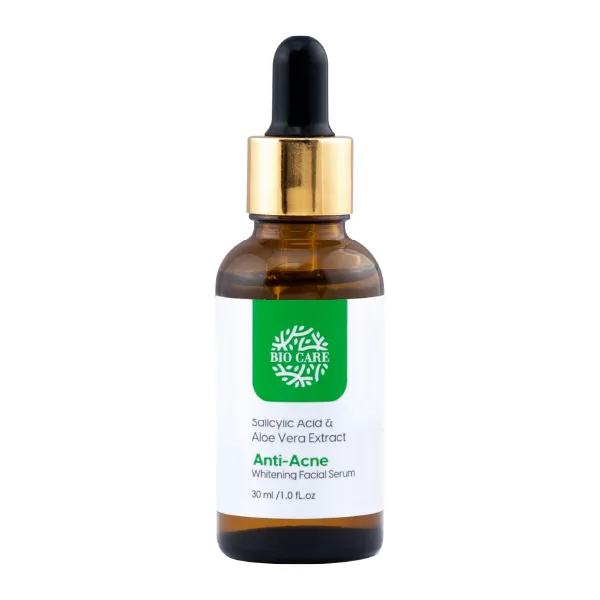 BIO CARE
Salicylic Acid &
Aloe Vera Extract
Anti-Acne
Whitening Facial Serum
30 ml /1.0 fL.oz